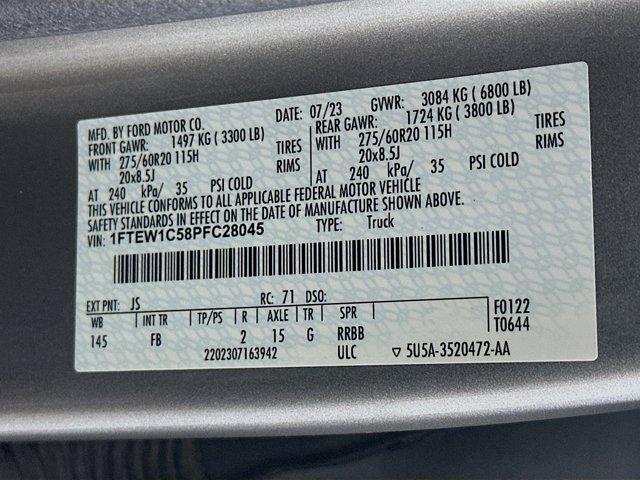 MFD. BY FORD MOTOR CO. DATE: 07/23 GVWR: 3084 KG ( 6800 LB)
FRONT GAWR: 1497 KG ( 3300 LB) REAR GAWR: 1724 KG ( 3800 LB)
WITH 275/60R20 115H TIRES WITH 275/60R20 115H TIRES
20x8.5J RIMS 20x8.5J RIMS
AT 240 kPa/ 35 PSI COLD AT 240 kPa/ 35 PSI COLD
THIS VEHICLE CONFORMS TO ALL APPLICABLE FEDERAL MOTOR VEHICLE
SAFETY STANDARDS IN EFFECT ON THE DATE OF MANUFACTURE SHOWN ABOVE.
VIN: 1FTEW1C58PFC28045 TYPE: Truck
EXT PNT: JS RC: 71 DSO: F0122
WB INT TR TP/PS R AXLE TR SPR T0644
145 FB 2 15 G RRBB
2202307163942 ULC ▽ 5U5A-3520472-AA